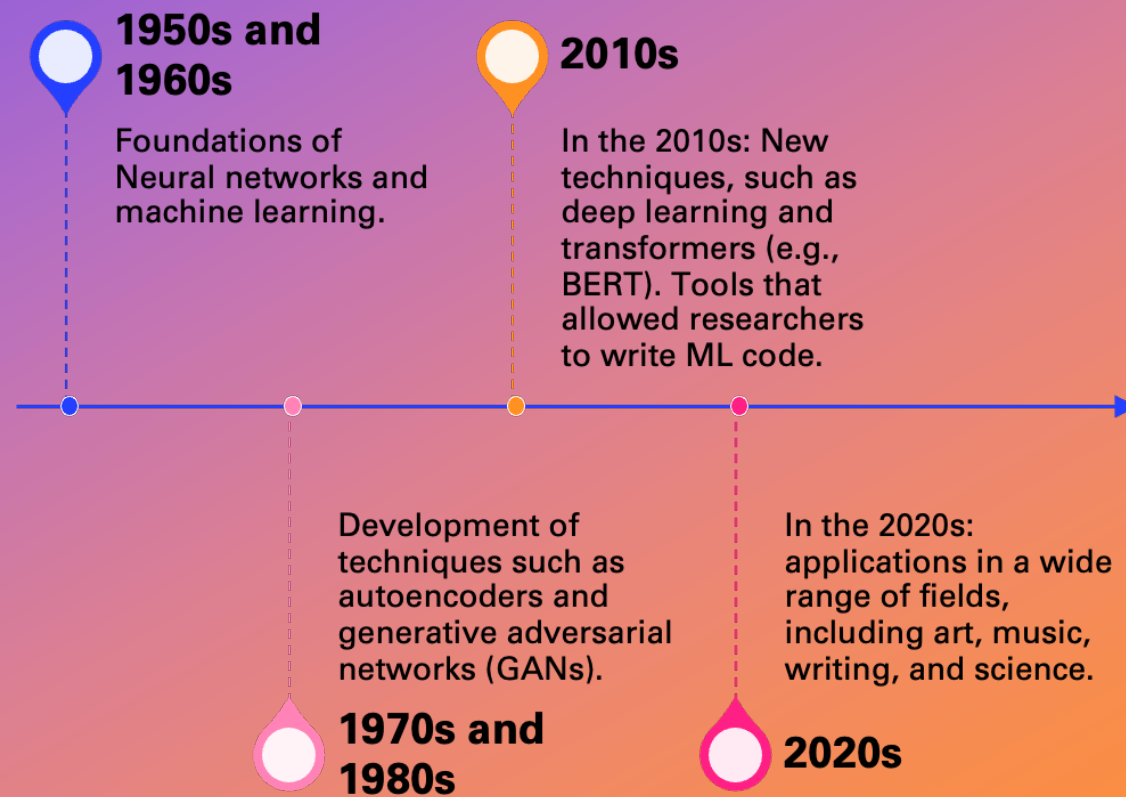 1950s and
1960s
Foundations of
Neural networks and
machine learning.
2010s
In the 2010s: New
techniques, such as
deep learning and
transformers (e.g.,
BERT). Tools that
allowed researchers
to write ML code.
Development of
techniques such as
autoencoders and
generative adversarial
networks (GANs).
1970s and
1980s
In the 2020s:
applications in a wide
range of fields,
including art, music,
writing, and science.
2020s